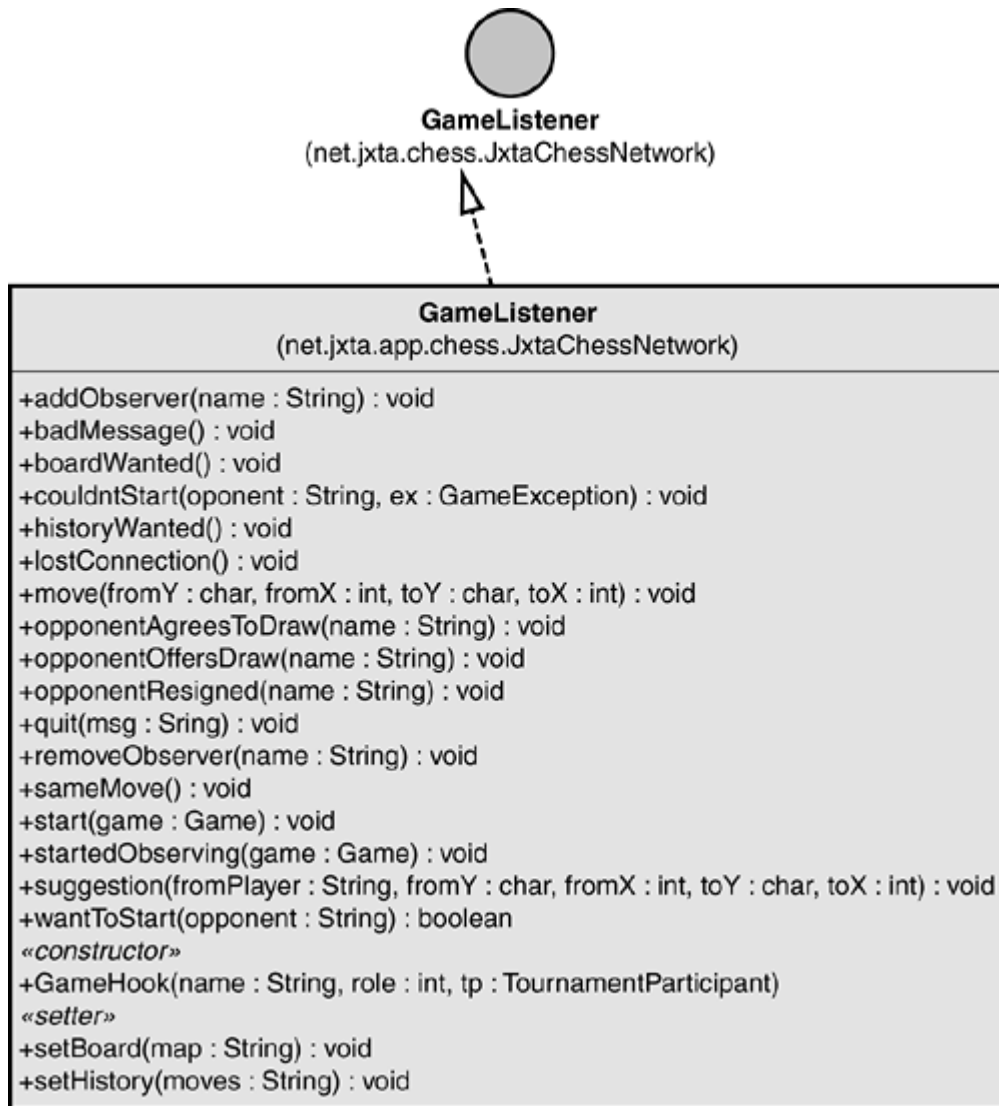 GameListener
(net.jxta.chess.JxtaChessNetwork)
GameListener
(net.jxta.app.chess.JxtaChessNetwork)
+addObserver(name : String) : void
+badMessage() : void
+boardWanted() : void
+couldntStart(oponent : String, ex : GameException) : void
+historyWanted() : void
+lostConnection() : void
+move(fromY : char, fromX : int, toY : char, toX : int) : void
+opponentAgreesToDraw(name : String) : void
+opponentOffersDraw(name : String) : void
+opponentResigned(name : String) : void
+quit(msg : Sring) : void
+removeObserver(name : String) : void
+sameMove() : void
+start(game : Game) : void
+startedObserving(game : Game) : void
+suggestion(fromPlayer : String, fromY : char, fromX : int, toY : char, toX : int) : void
+wantToStart(opponent : String) : boolean
«constructor»
+GameHook(name : String, role : int, tp : TournamentParticipant)
«setter»
+setBoard(map : String) : void
+setHistory(moves : String) : void